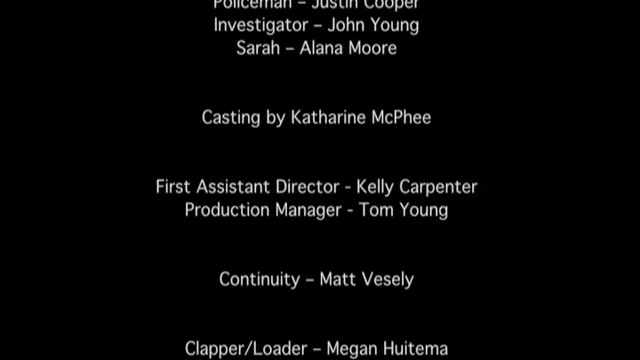 Policeman – Justin Cooper
Investigator – John Young
Sarah – Alana Moore
Casting by Katharine McPhee
First Assistant Director - Kelly Carpenter
Production Manager - Tom Young
Continuity – Matt Vesely
Clapper/Loader – Megan Huitema